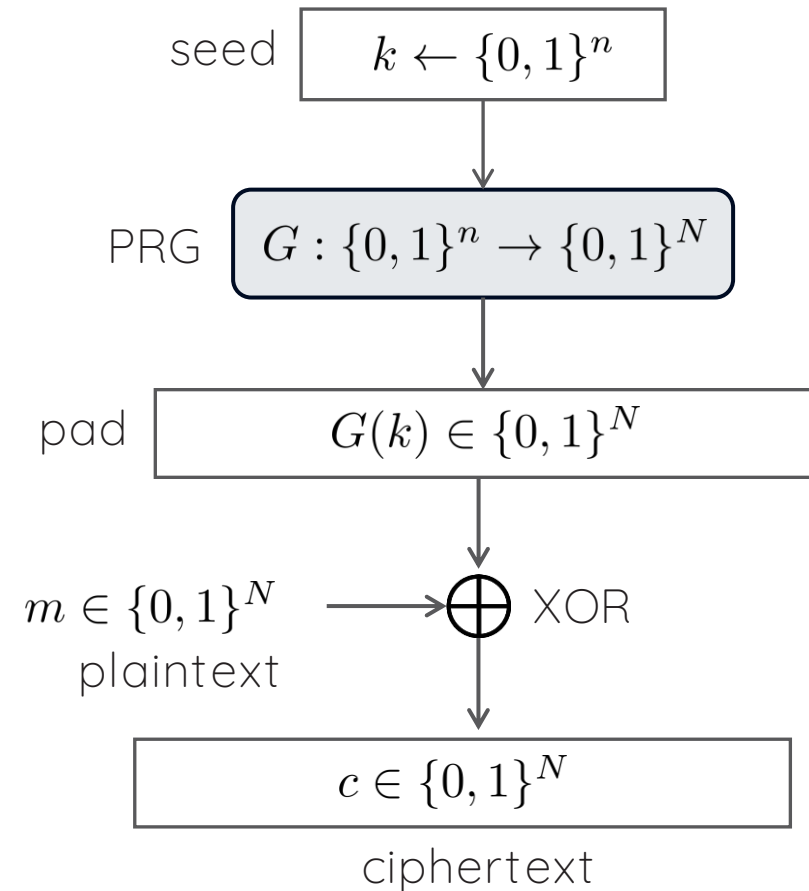 seed k ← {0, 1}ⁿ
PRG G : {0, 1}ⁿ → {0, 1}ᴺ
pad G(k) ∈ {0, 1}ᴺ
m ∈ {0, 1}ᴺ ⊕ XOR
plaintext
c ∈ {0, 1}ᴺ
ciphertext